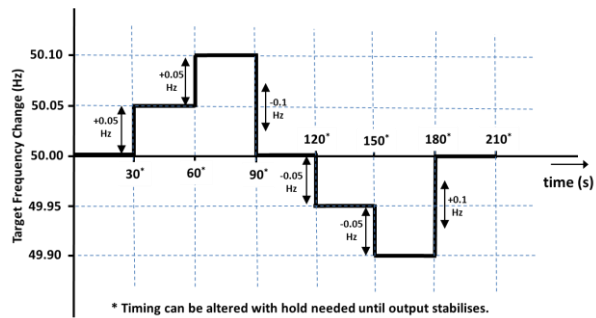 Target Frequency Change (Hz)
50.10
50.05
50.00
49.95
49.90
+0.05
Hz
+0.05
Hz
-0.1
Hz
-0.05
Hz
-0.05
Hz
+0.1
Hz
30*
60*
90*
120*
150*
180*
210*
time (s)
* Timing can be altered with hold needed until output stabilises.